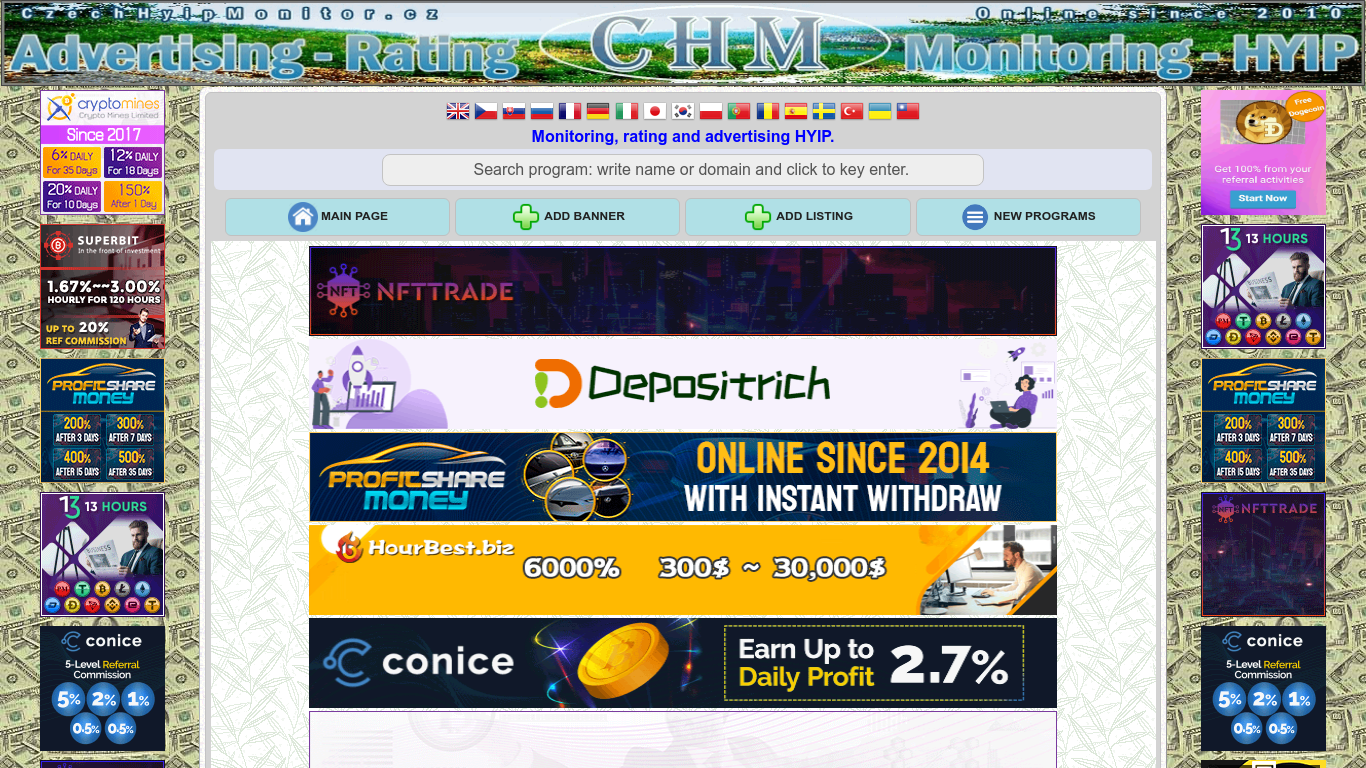 CzechHyipMonitor.cz
Online since 2010
Advertising - Rating
CHM
Monitoring - HYIP
cryptomines
Crypto Mines Limited
Since 2017
6% DAILY
For 35 Days
12% DAILY
For 18 Days
20% DAILY
For 10 Days
150%
After 1 Day
SUPERBIT
In the front of investment
1.67%~~3.00%
HOURLY FOR 120 HOURS
UP TO 20%
REF COMMISSION
PROFITSHARE
MONEY
200%
AFTER 3 DAYS
300%
AFTER 7 DAYS
400%
AFTER 15 DAYS
500%
AFTER 35 DAYS
13 13 HOURS
BUSINESS
conice
5-Level Referral
Commission
5% 2% 1%
0.5% 0.5%
Monitoring, rating and advertising HYIP.
Search program: write name or domain and click to key enter.
MAIN PAGE
ADD BANNER
ADD LISTING
NEW PROGRAMS
NFT NFTTRADE
Depositrich
PROFITSHARE
MONEY
ONLINE SINCE 2014
WITH INSTANT WITHDRAW
HourBest.biz
6000% 300$ ~ 30,000$
conice
Earn Up to
Daily Profit
2.7%
Free
Dogecoin
Get 100% from your
referral activities
Start Now
13 13 HOURS
BUSINESS
PROFITSHARE
MONEY
200%
AFTER 3 DAYS
300%
AFTER 7 DAYS
400%
AFTER 15 DAYS
500%
AFTER 35 DAYS
NFT NFTTRADE
conice
5-Level Referral
Commission
5% 2% 1%
0.5% 0.5%